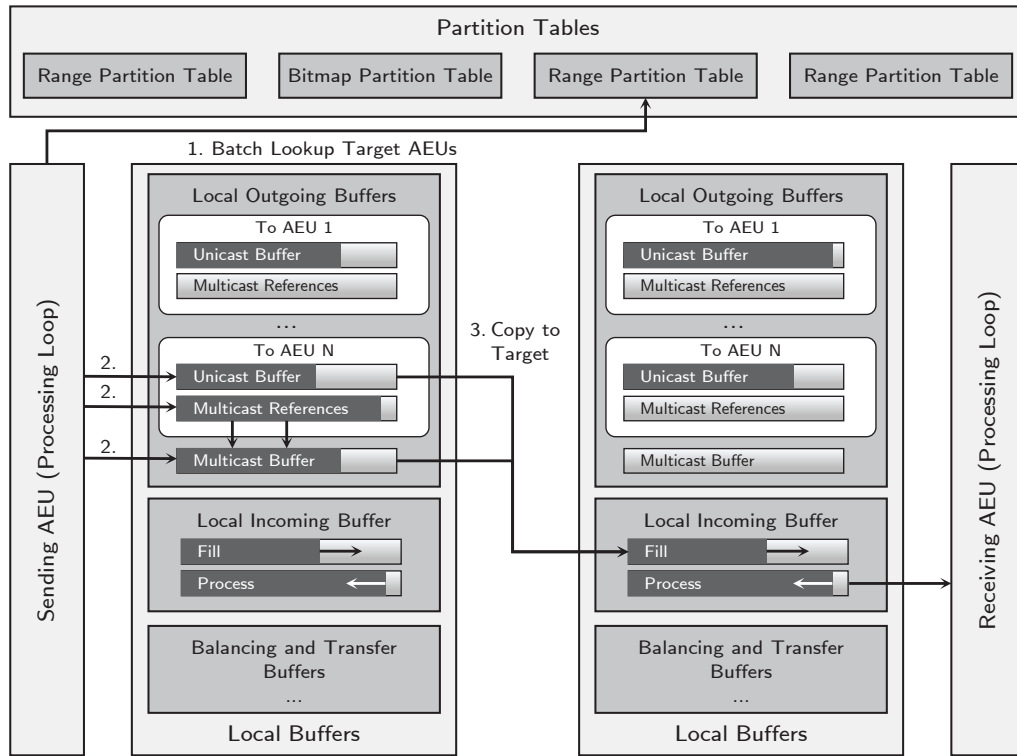 Partition Tables
Range Partition Table
Bitmap Partition Table
Range Partition Table
Range Partition Table
1. Batch Lookup Target AEUs
Sending AEU (Processing Loop)
2.
2.
2.
Local Outgoing Buffers
To AEU 1
Unicast Buffer
Multicast References
...
To AEU N
Unicast Buffer
Multicast References
Multicast Buffer
Local Incoming Buffer
Fill
Process
Balancing and Transfer
Buffers
...
Local Buffers
3. Copy to
Target
Local Outgoing Buffers
To AEU 1
Unicast Buffer
Multicast References
...
To AEU N
Unicast Buffer
Multicast References
Multicast Buffer
Local Incoming Buffer
Fill
Process
Balancing and Transfer
Buffers
...
Local Buffers
Receiving AEU (Processing Loop)